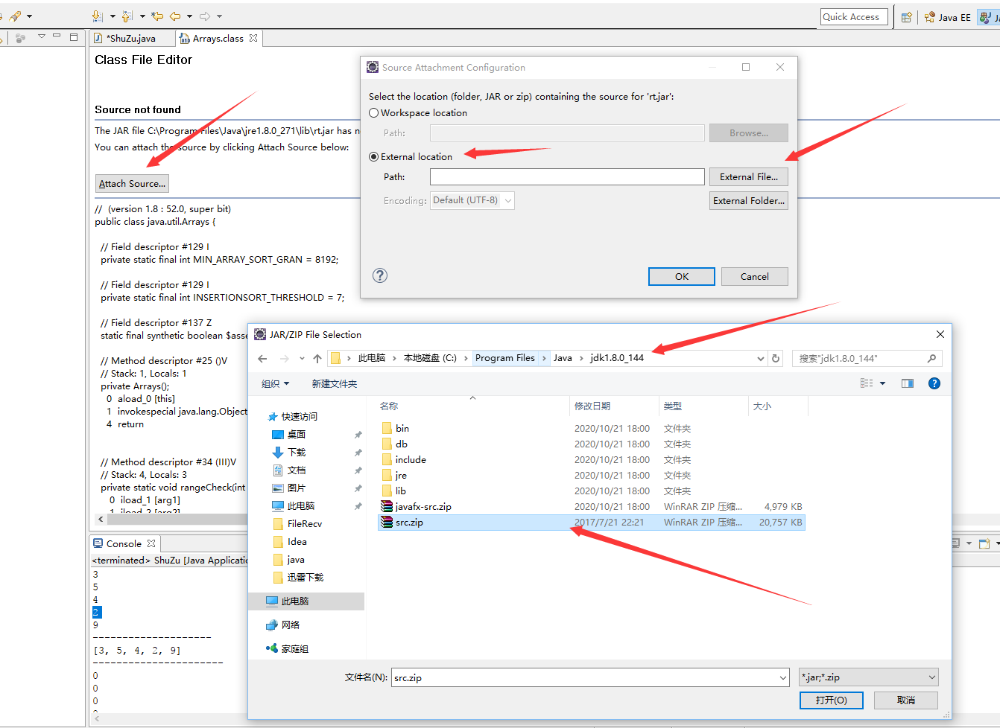 Quick Access
Java EE
*ShuZu.java
Arrays.class
Class File Editor
Source not found
The JAR file C:\Program Files\Java\jre1.8.0_271\lib\rt.jar has n
You can attach the source by clicking Attach Source below:
Attach Source...
// (version 1.8 : 52.0, super bit)
public class java.util.Arrays {
// Field descriptor #129 I
private static final int MIN_ARRAY_SORT_GRAN = 8192;
// Field descriptor #129 I
private static final int INSERTIONSORT_THRESHOLD = 7;
// Field descriptor #137 Z
static final synthetic boolean $asse
// Method descriptor #25 ()V
// Stack: 1, Locals: 1
private Arrays();
0 aload_0 [this]
1 invokespecial java.lang.Object
4 return
// Method descriptor #34 (III)V
// Stack: 4, Locals: 3
private static void rangeCheck(int
0 iload_1 [arg1]
1 iload_2 [arg2]
Console
<terminated> ShuZu [Java Applicatio
3
5
4
2
9
---------------------
[3, 5, 4, 2, 9]
----------------------
0
0
0
Source Attachment Configuration
Select the location (folder, JAR or zip) containing the source for 'rt.jar':
Workspace location
Path:
Browse...
External location
Path:
External File...
Encoding:
Default (UTF-8)
External Folder...
OK
Cancel
JAR/ZIP File Selection
此电脑 › 本地磁盘 (C:) › Program Files › Java › jdk1.8.0_144
搜索"jdk1.8.0_144"
组织
新建文件夹
名称 修改日期 类型 大小
快速访问
桌面
下载
文档
图片
此电脑
FileRecv
Idea
java
迅雷下载
此电脑
网络
家庭组
bin 2020/10/21 18:00 文件夹
db 2020/10/21 18:00 文件夹
include 2020/10/21 18:00 文件夹
jre 2020/10/21 18:00 文件夹
lib 2020/10/21 18:00 文件夹
javafx-src.zip 2020/10/21 18:00 WinRAR ZIP 压缩... 4,979 KB
src.zip 2017/7/21 22:21 WinRAR ZIP 压缩... 20,757 KB
文件名(N):
src.zip
*.jar;*.zip
打开(O)
取消